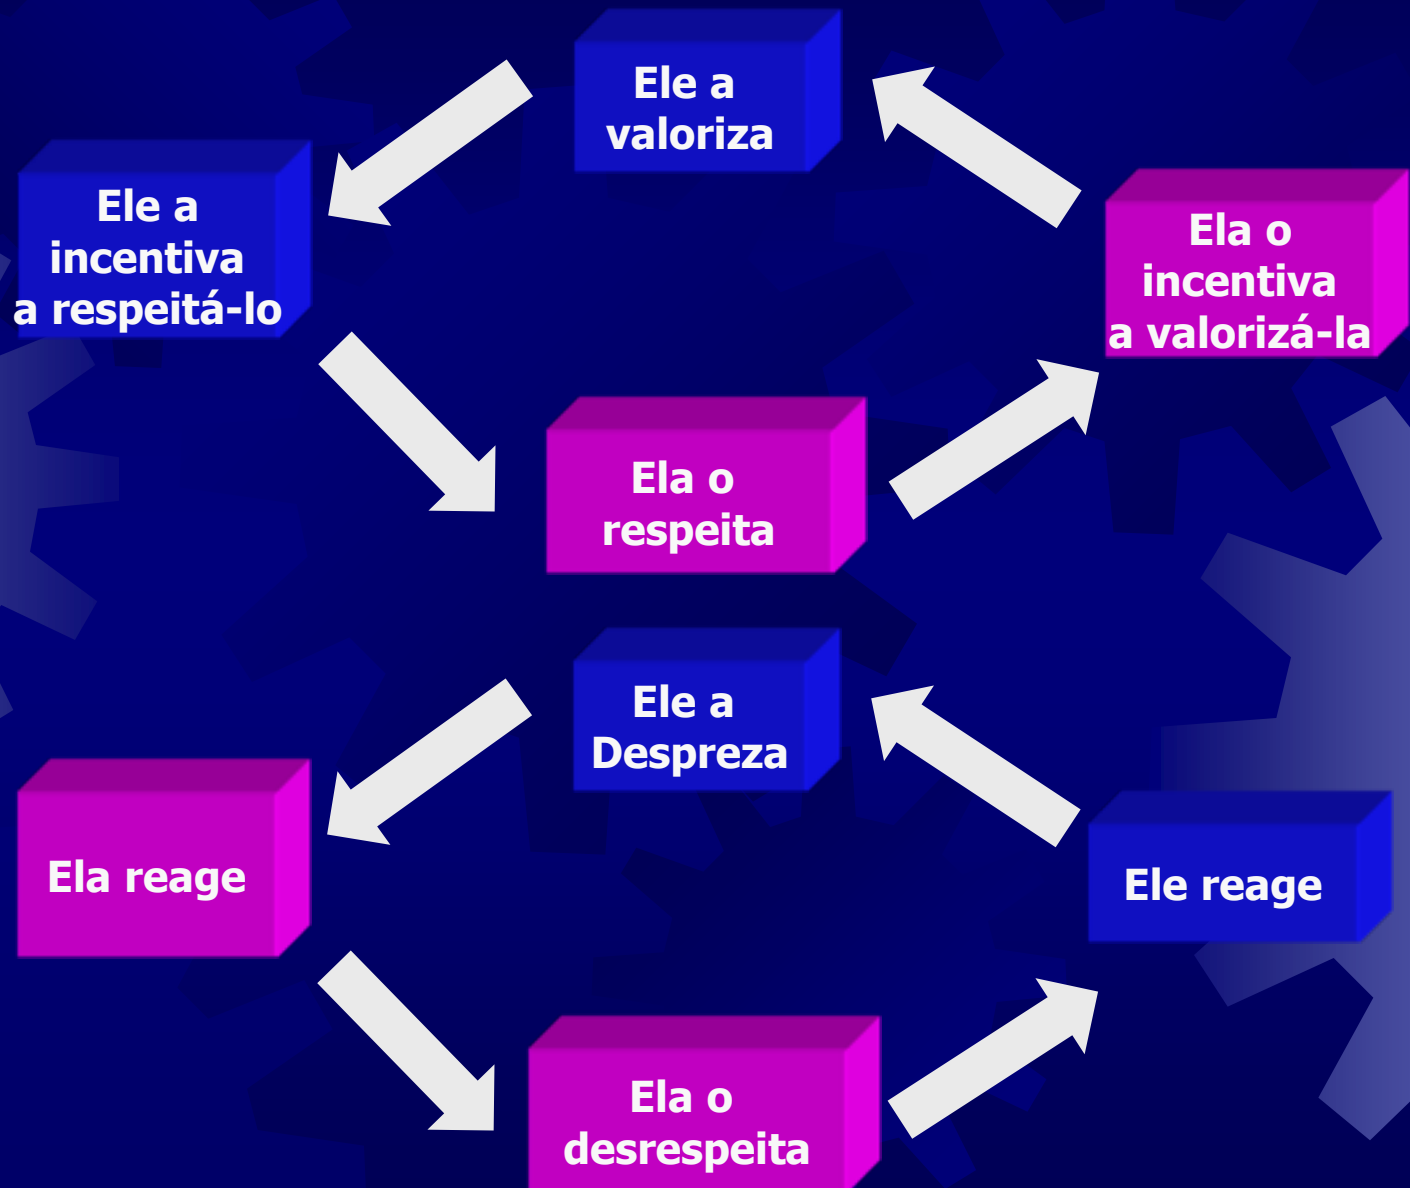 Ele a
valoriza
Ele a
incentiva
a respeitá-lo
Ela o
incentiva
a valorizá-la
Ela o
respeita
Ele a
Despreza
Ela reage
Ele reage
Ela o
desrespeita